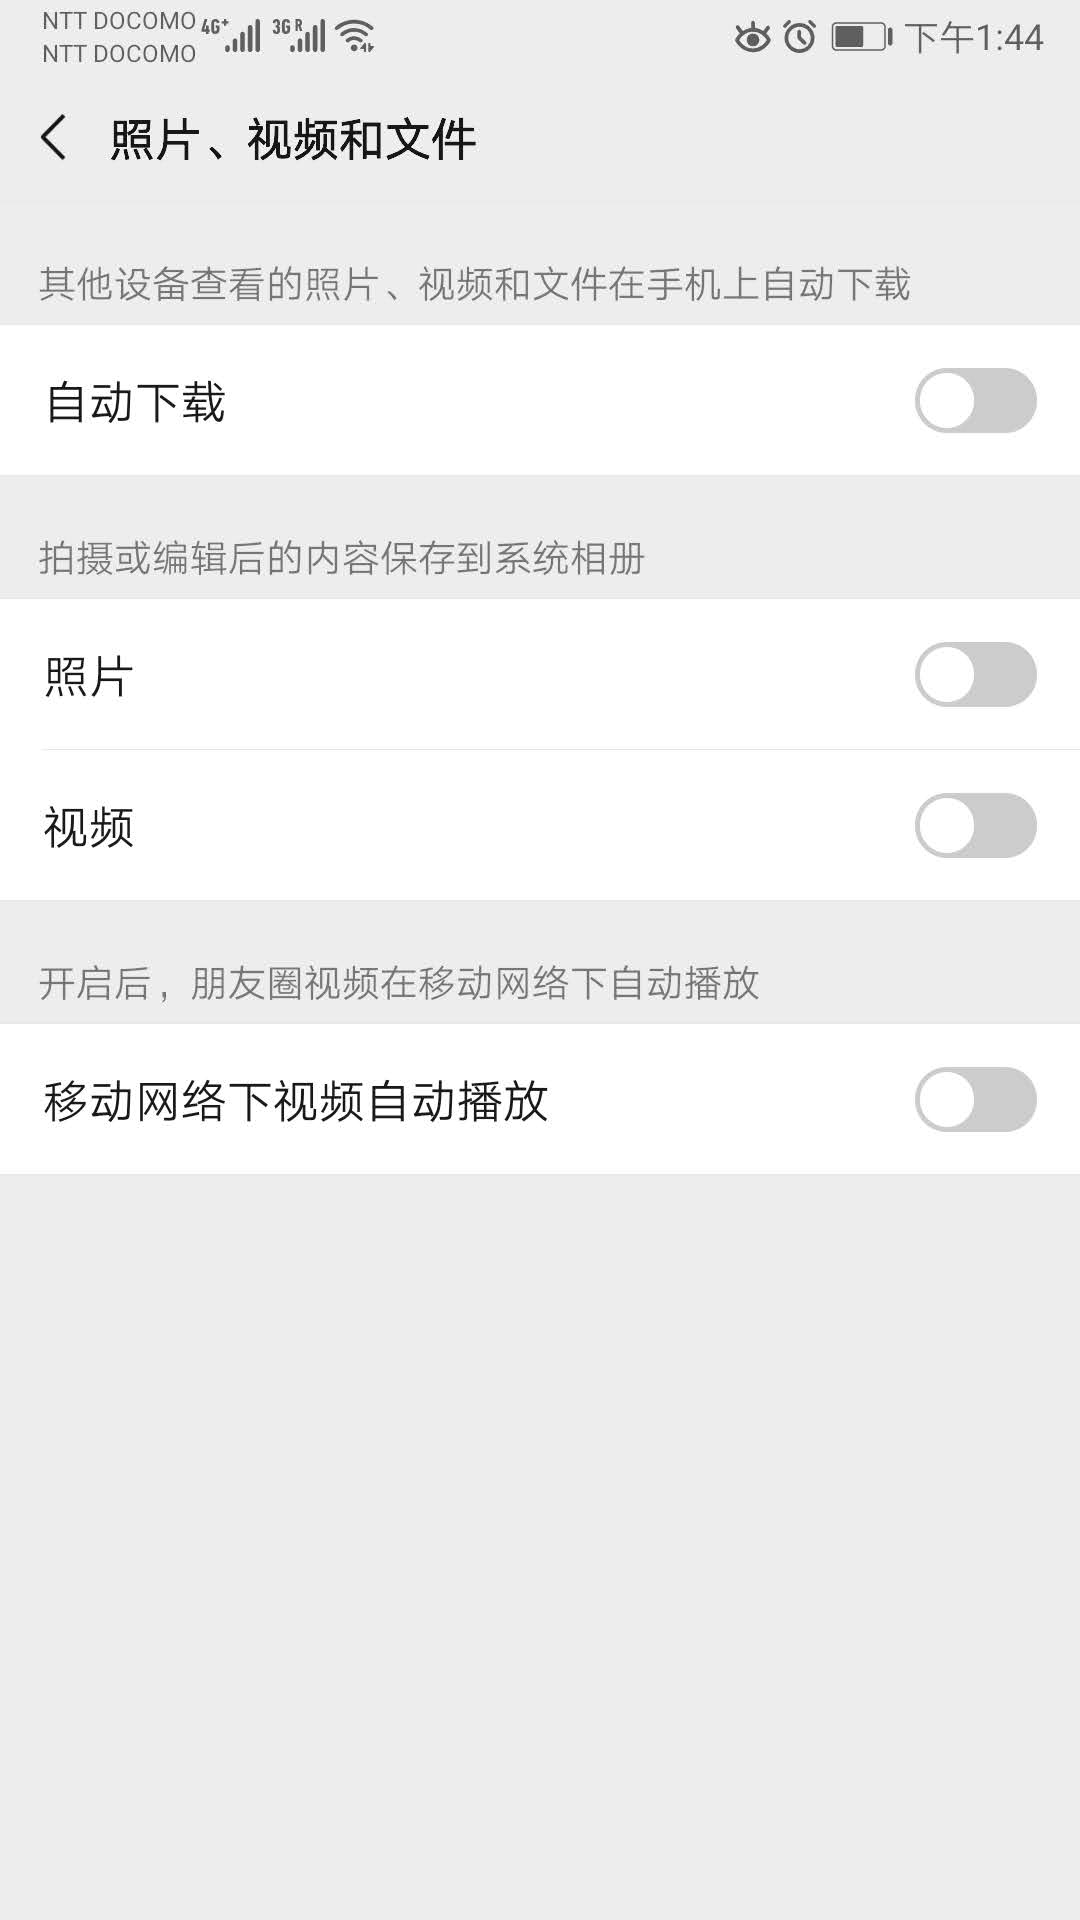 NTT DOCOMO 4G+ 3G R
NTT DOCOMO
下午1:44
照片、视频和文件
其他设备查看的照片、视频和文件在手机上自动下载
自动下载
拍摄或编辑后的内容保存到系统相册
照片
视频
开启后，朋友圈视频在移动网络下自动播放
移动网络下视频自动播放